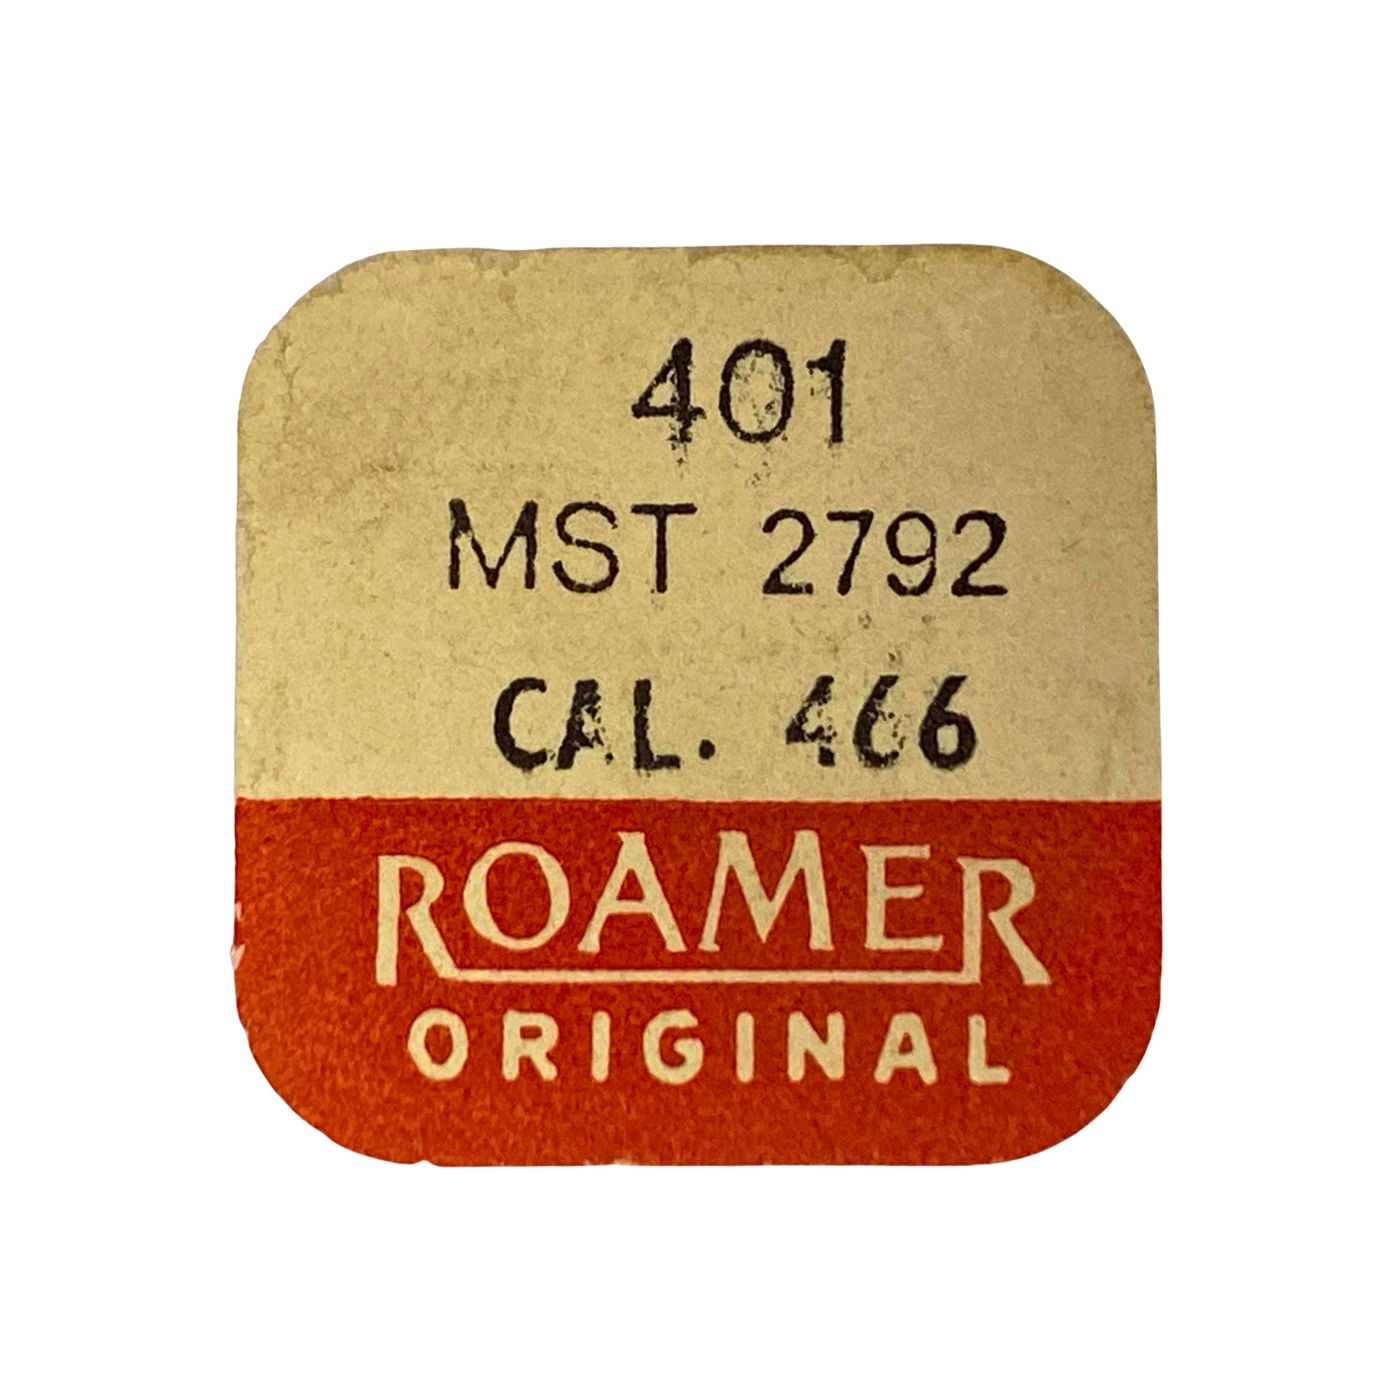 401
MST 2792
CAL. 466
ROAMER
ORIGINAL